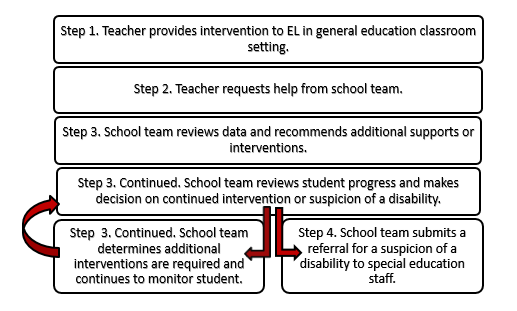 Step 1. Teacher provides intervention to EL in general education classroom
setting.
Step 2. Teacher requests help from school team.
Step 3. School team reviews data and recommends additional supports or
interventions.
Step 3. Continued. School team reviews student progress and makes
decision on continued intervention or suspicion of a disability.
Step  3. Continued. School team
determines additional
interventions are required and
continues to monitor student.
Step 4. School team submits a
referral for a suspicion of a
disability to special education
staff.